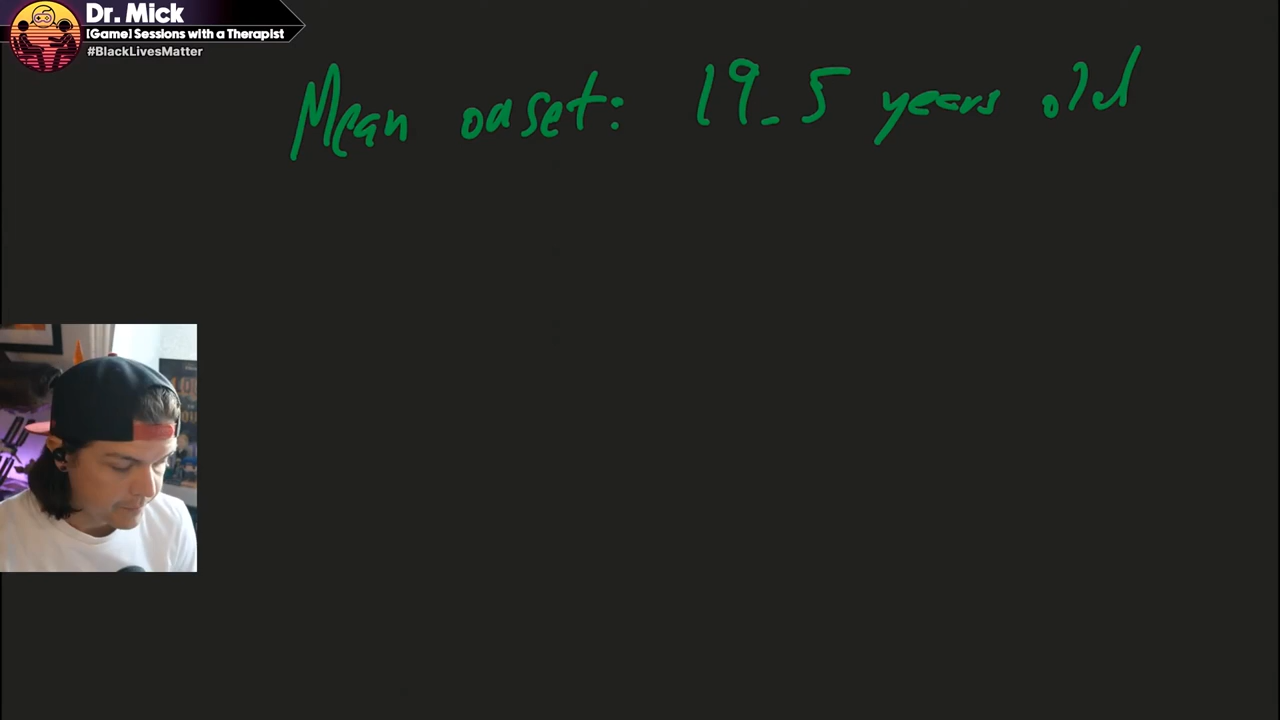 Dr. Mick
[Game] Sessions with a Therapist
#BlackLivesMatter
Mean onset: 19.5 years old